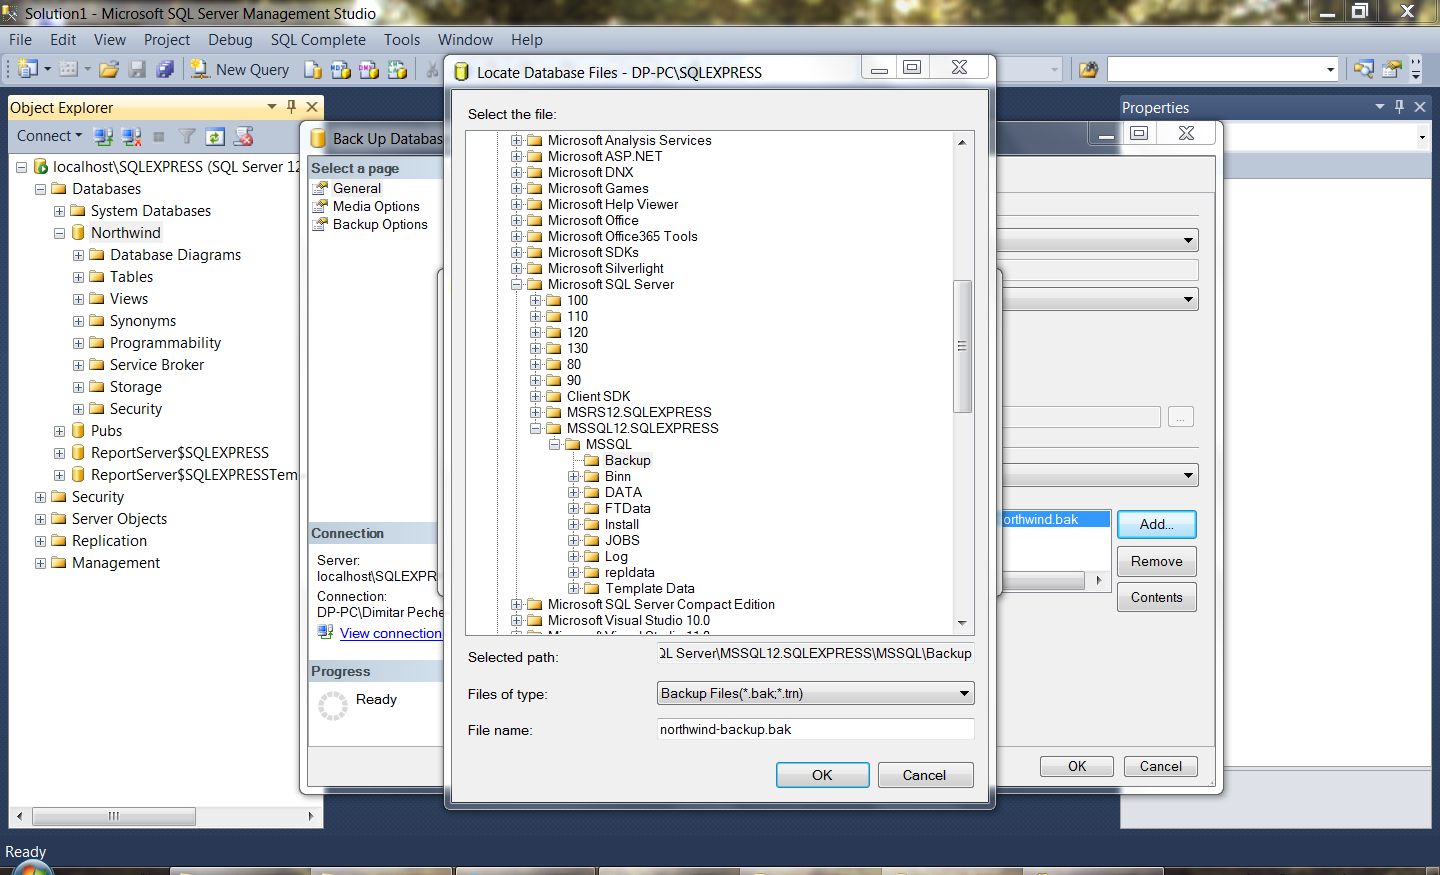 Solution1 - Microsoft SQL Server Management Studio
File Edit View Project Debug SQL Complete Tools Window Help
New Query
Object Explorer
Connect
localhost\SQLEXPRESS (SQL Server 12
Databases
System Databases
Northwind
Database Diagrams
Tables
Views
Synonyms
Programmability
Service Broker
Storage
Security
Pubs
ReportServer$SQLEXPRESS
ReportServer$SQLEXPRESSTem
Security
Server Objects
Replication
Management
Back Up Databas
Select a page
General
Media Options
Backup Options
Connection
Server:
localhost\SQLEXPR
Connection:
DP-PC\Dimitar Peche
View connection
Progress
Ready
Locate Database Files - DP-PC\SQLEXPRESS
Select the file:
Microsoft Analysis Services
Microsoft ASP.NET
Microsoft DNX
Microsoft Games
Microsoft Help Viewer
Microsoft Office
Microsoft Office365 Tools
Microsoft SDKs
Microsoft Silverlight
Microsoft SQL Server
100
110
120
130
80
90
Client SDK
MSRS12.SQLEXPRESS
MSSQL12.SQLEXPRESS
MSSQL
Backup
Binn
DATA
FTData
Install
JOBS
Log
repldata
Template Data
Microsoft SQL Server Compact Edition
Microsoft Visual Studio 10.0
Selected path: QL Server\MSSQL12.SQLEXPRESS\MSSQL\Backup
Files of type: Backup Files(*.bak;*.trn)
File name: northwind-backup.bak
OK Cancel
...
orthwind.bak
Add...
Remove
Contents
OK Cancel
Properties
Ready